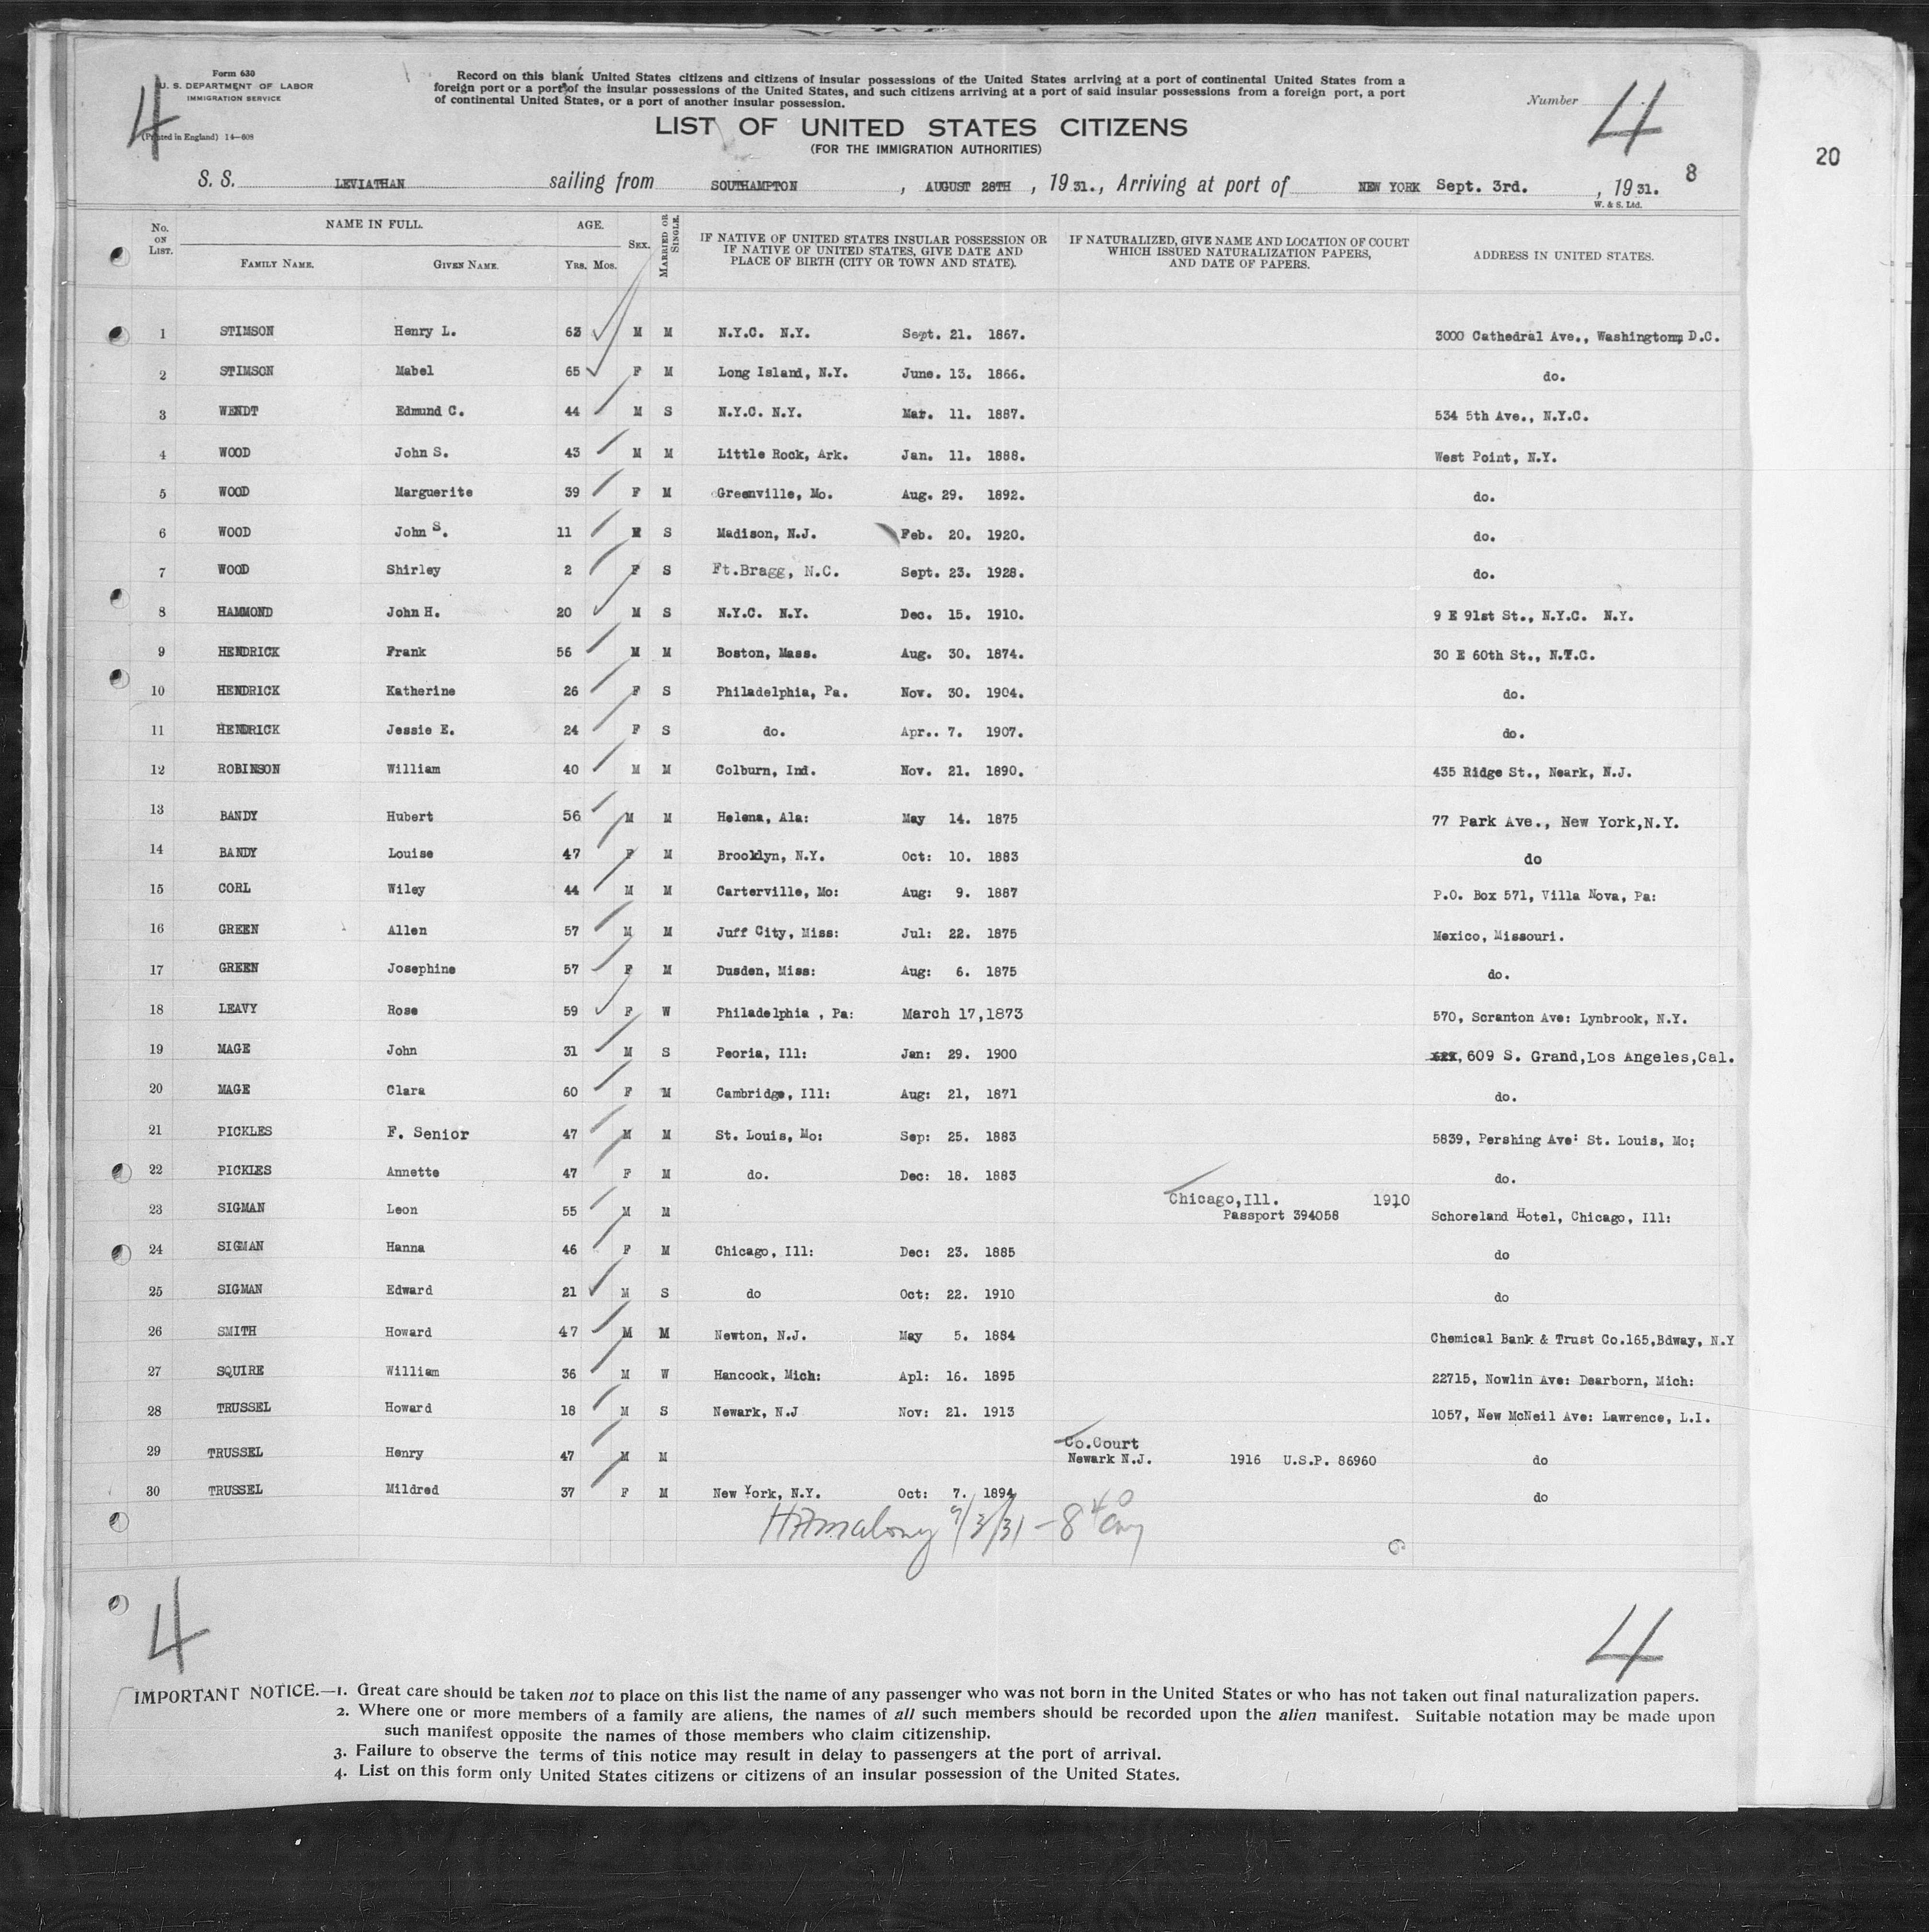 Form 630
U. S. DEPARTMENT OF LABOR
IMMIGRATION SERVICE
(Printed in England) 14—608
4
Record on this blank United States citizens and citizens of insular possessions of the United States arriving at a port of continental United States from a
foreign port or a port of the insular possessions of the United States, and such citizens arriving at a port of said insular possessions from a foreign port, a port
of continental United States, or a port of another insular possession.
Number 4
20
LIST OF UNITED STATES CITIZENS
(FOR THE IMMIGRATION AUTHORITIES)
S. S. LEVIATHAN sailing from SOUTHAMPTON , AUGUST 28TH , 19 31., Arriving at port of NEW YORK Sept. 3rd. , 19 31. 8
W. & S. Ltd.
No. ON LIST. NAME IN FULL. FAMILY NAME. GIVEN NAME. AGE. YRS. MOS. SEX. MARRIED OR SINGLE. IF NATIVE OF UNITED STATES INSULAR POSSESSION OR IF NATIVE OF UNITED STATES, GIVE DATE AND PLACE OF BIRTH (CITY OR TOWN AND STATE). IF NATURALIZED, GIVE NAME AND LOCATION OF COURT WHICH ISSUED NATURALIZATION PAPERS, AND DATE OF PAPERS. ADDRESS IN UNITED STATES.
1 STIMSON Henry L. 63 M M N.Y.C. N.Y. Sept. 21. 1867. 3000 Cathedral Ave., Washington, D.C.
2 STIMSON Mabel 65 F M Long Island, N.Y. June. 13. 1866. do.
3 WENDT Edmund C. 44 M S N.Y.C. N.Y. Mar. 11. 1887. 534 5th Ave., N.Y.C.
4 WOOD John S. 43 M M Little Rock, Ark. Jan. 11. 1888. West Point, N.Y.
5 WOOD Marguerite 39 F M Greenville, Mo. Aug. 29. 1892. do.
6 WOOD John S. 11 M S Madison, N.J. Feb. 20. 1920. do.
7 WOOD Shirley 2 F S Ft.Bragg, N.C. Sept. 23. 1928. do.
8 HAMMOND John H. 20 M S N.Y.C. N.Y. Dec. 15. 1910. 9 E 91st St., N.Y.C. N.Y.
9 HENDRICK Frank 56 M M Boston, Mass. Aug. 30. 1874. 30 E 60th St., N.Y.C.
10 HENDRICK Katherine 26 F S Philadelphia, Pa. Nov. 30. 1904. do.
11 HENDRICK Jessie E. 24 F S do. Apr.. 7. 1907. do.
12 ROBINSON William 40 M M Colburn, Ind. Nov. 21. 1890. 435 Ridge St., Neark, N.J.
13 BANDY Hubert 56 M M Helena, Ala: May 14. 1875 77 Park Ave., New York,N.Y.
14 BANDY Louise 47 F M Brooklyn, N.Y. Oct: 10. 1883 do
15 CORL Wiley 44 M M Carterville, Mo: Aug: 9. 1887 P.O. Box 571, Villa Nova, Pa:
16 GREEN Allen 57 M M Juff City, Miss: Jul: 22. 1875 Mexico, Missouri.
17 GREEN Josephine 57 F M Dusden, Miss: Aug: 6. 1875 do.
18 LEAVY Rose 59 F W Philadelphia , Pa: March 17,1873 570, Scranton Ave: Lynbrook, N.Y.
19 MAGE John 31 M S Peoria, Ill: Jan: 29. 1900 609 S. Grand,Los Angeles,Cal.
20 MAGE Clara 60 F M Cambridge, Ill: Aug: 21, 1871 do.
21 PICKLES F. Senior 47 M M St. Louis, Mo: Sep: 25. 1883 5839, Pershing Ave: St. Louis, Mo:
22 PICKLES Annette 47 F M do. Dec: 18. 1883 do.
23 SIGMAN Leon 55 M M Chicago,Ill. 1910 Passport 394058 Schoreland Hotel, Chicago, Ill:
24 SIGMAN Hanna 46 F M Chicago, Ill: Dec: 23. 1885 do
25 SIGMAN Edward 21 M S do Oct: 22. 1910 do
26 SMITH Howard 47 M M Newton, N.J. May 5. 1884 Chemical Bank & Trust Co.165,Bdway, N.Y
27 SQUIRE William 36 M W Hancock, Mich: Apl: 16. 1895 22715, Nowlin Ave: Dearborn, Mich:
28 TRUSSEL Howard 18 M S Newark, N.J Nov: 21. 1913 1057, New McNeil Ave: Lawrence, L.I.
29 TRUSSEL Henry 47 M M Co.Court Newark N.J. 1916 U.S.P. 86960 do
30 TRUSSEL Mildred 37 F M New York, N.Y. Oct: 7. 1894 do
9/3/31 – 8 40
4 4
IMPORTANT NOTICE.—1. Great care should be taken not to place on this list the name of any passenger who was not born in the United States or who has not taken out final naturalization papers.
2. Where one or more members of a family are aliens, the names of all such members should be recorded upon the alien manifest. Suitable notation may be made upon
such manifest opposite the names of those members who claim citizenship.
3. Failure to observe the terms of this notice may result in delay to passengers at the port of arrival.
4. List on this form only United States citizens or citizens of an insular possession of the United States.